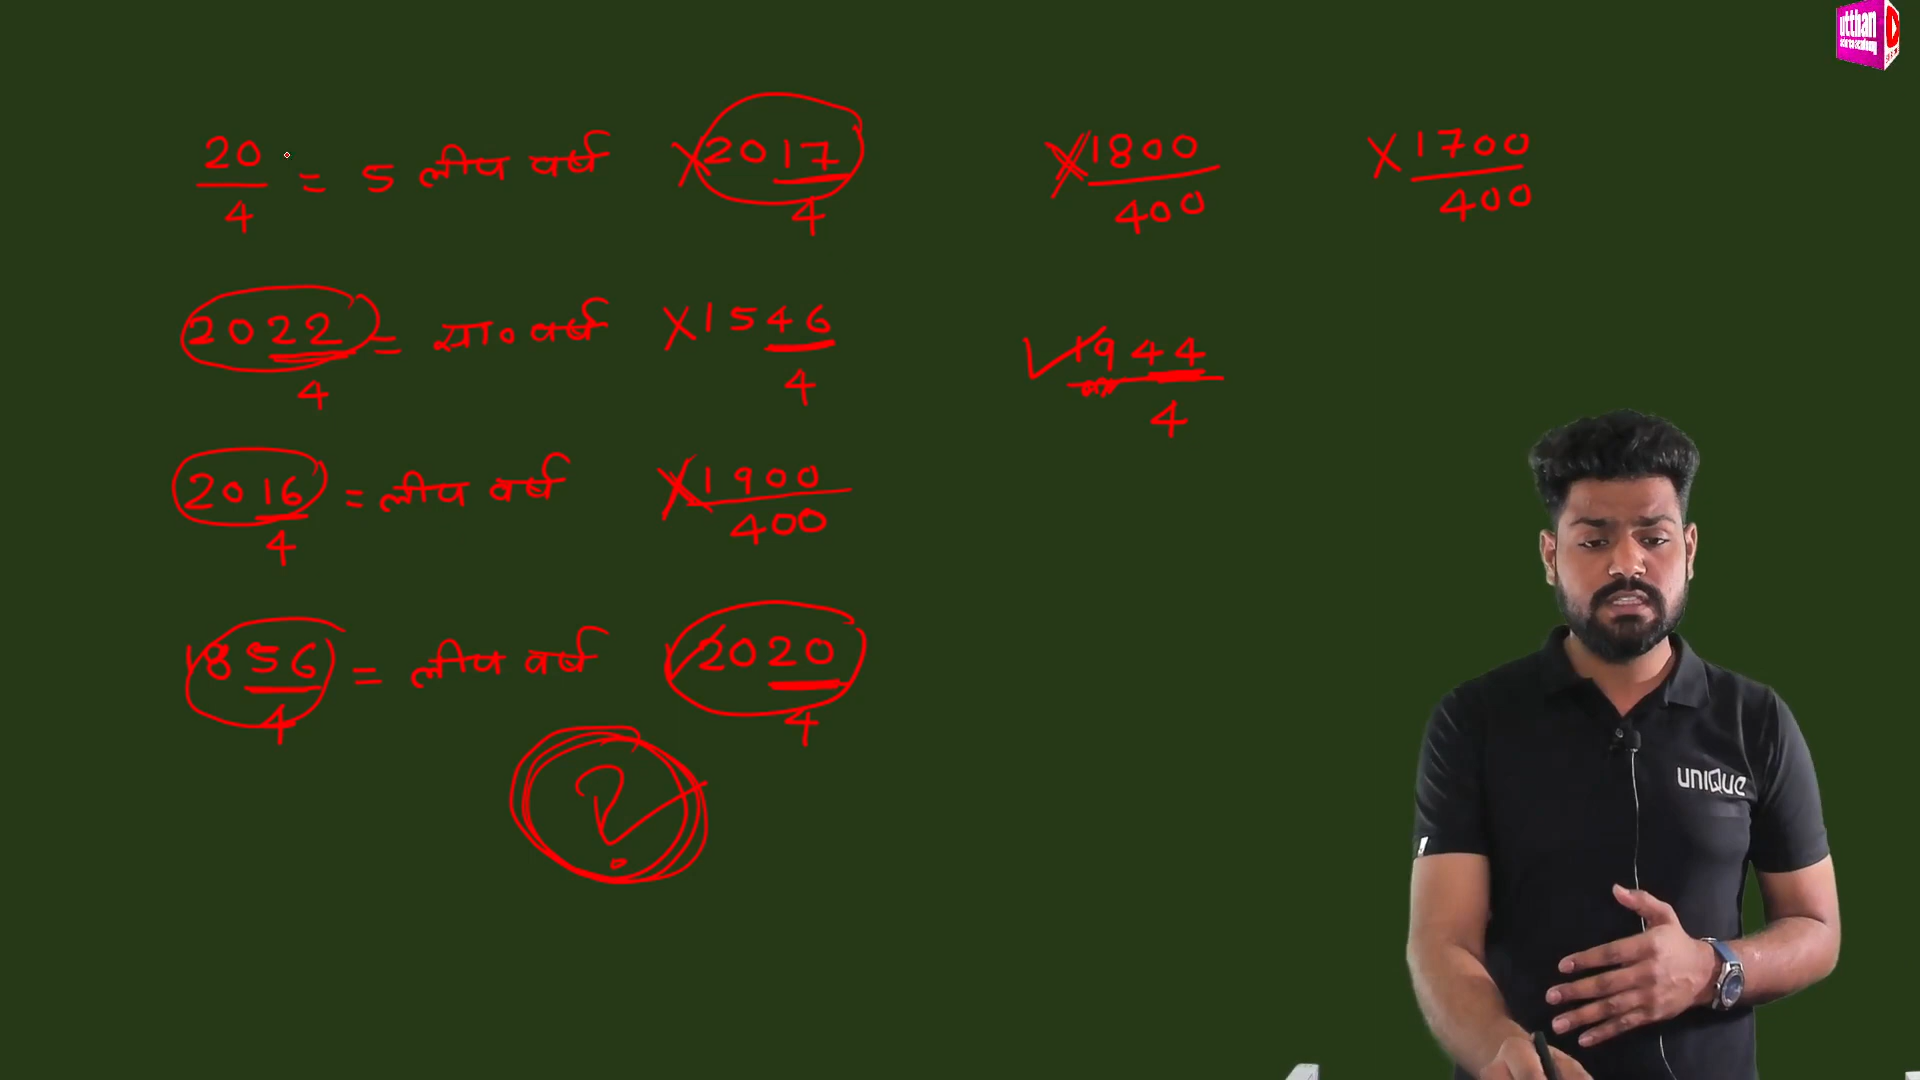 20/4 = 5 लीप वर्ष
X 2017/4
X 1800/400
X 1700/400
2022/4 = सा० वर्ष
X 1546/4
✓ 1944/4
2016/4 = लीप वर्ष
X 1900/400
1856/4 = लीप वर्ष
✓ 2020/4
?
utthan
UNIQUE